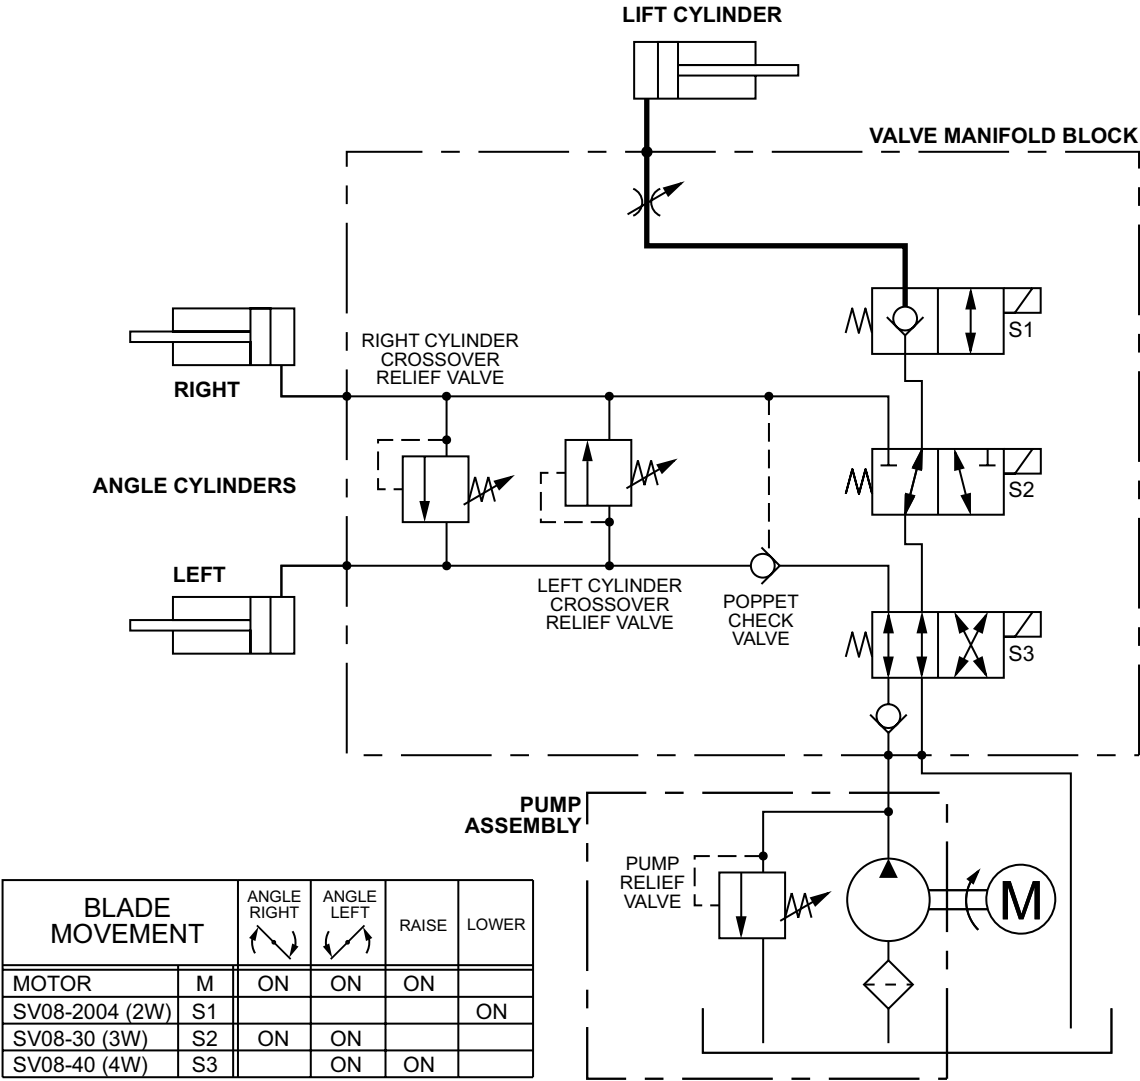 LIFT CYLINDER
VALVE MANIFOLD BLOCK
S1
RIGHT CYLINDER
CROSSOVER
RELIEF VALVE
RIGHT
ANGLE CYLINDERS
S2
LEFT
LEFT CYLINDER
CROSSOVER
RELIEF VALVE
POPPET
CHECK
VALVE
S3
PUMP
ASSEMBLY
PUMP
RELIEF
VALVE
M
BLADE
MOVEMENT
ANGLE
RIGHT
ANGLE
LEFT
RAISE
LOWER
MOTOR M ON ON ON
SV08-2004 (2W) S1 ON
SV08-30 (3W) S2 ON ON
SV08-40 (4W) S3 ON ON